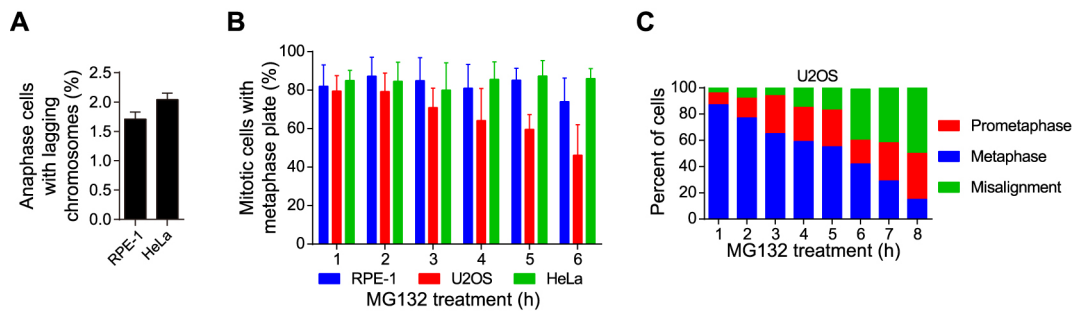 A
Anaphase cells
with lagging
chromosomes (%)
2.5
2.0
1.5
1.0
0.5
0.0
RPE-1
HeLa
B
Mitotic cells with
metaphase plate (%)
100
80
60
40
20
0
1 2 3 4 5 6
RPE-1 U2OS HeLa
MG132 treatment (h)
C
U2OS
Percent of cells
100
80
60
40
20
0
1 2 3 4 5 6 7 8
MG132 treatment (h)
Prometaphase
Metaphase
Misalignment